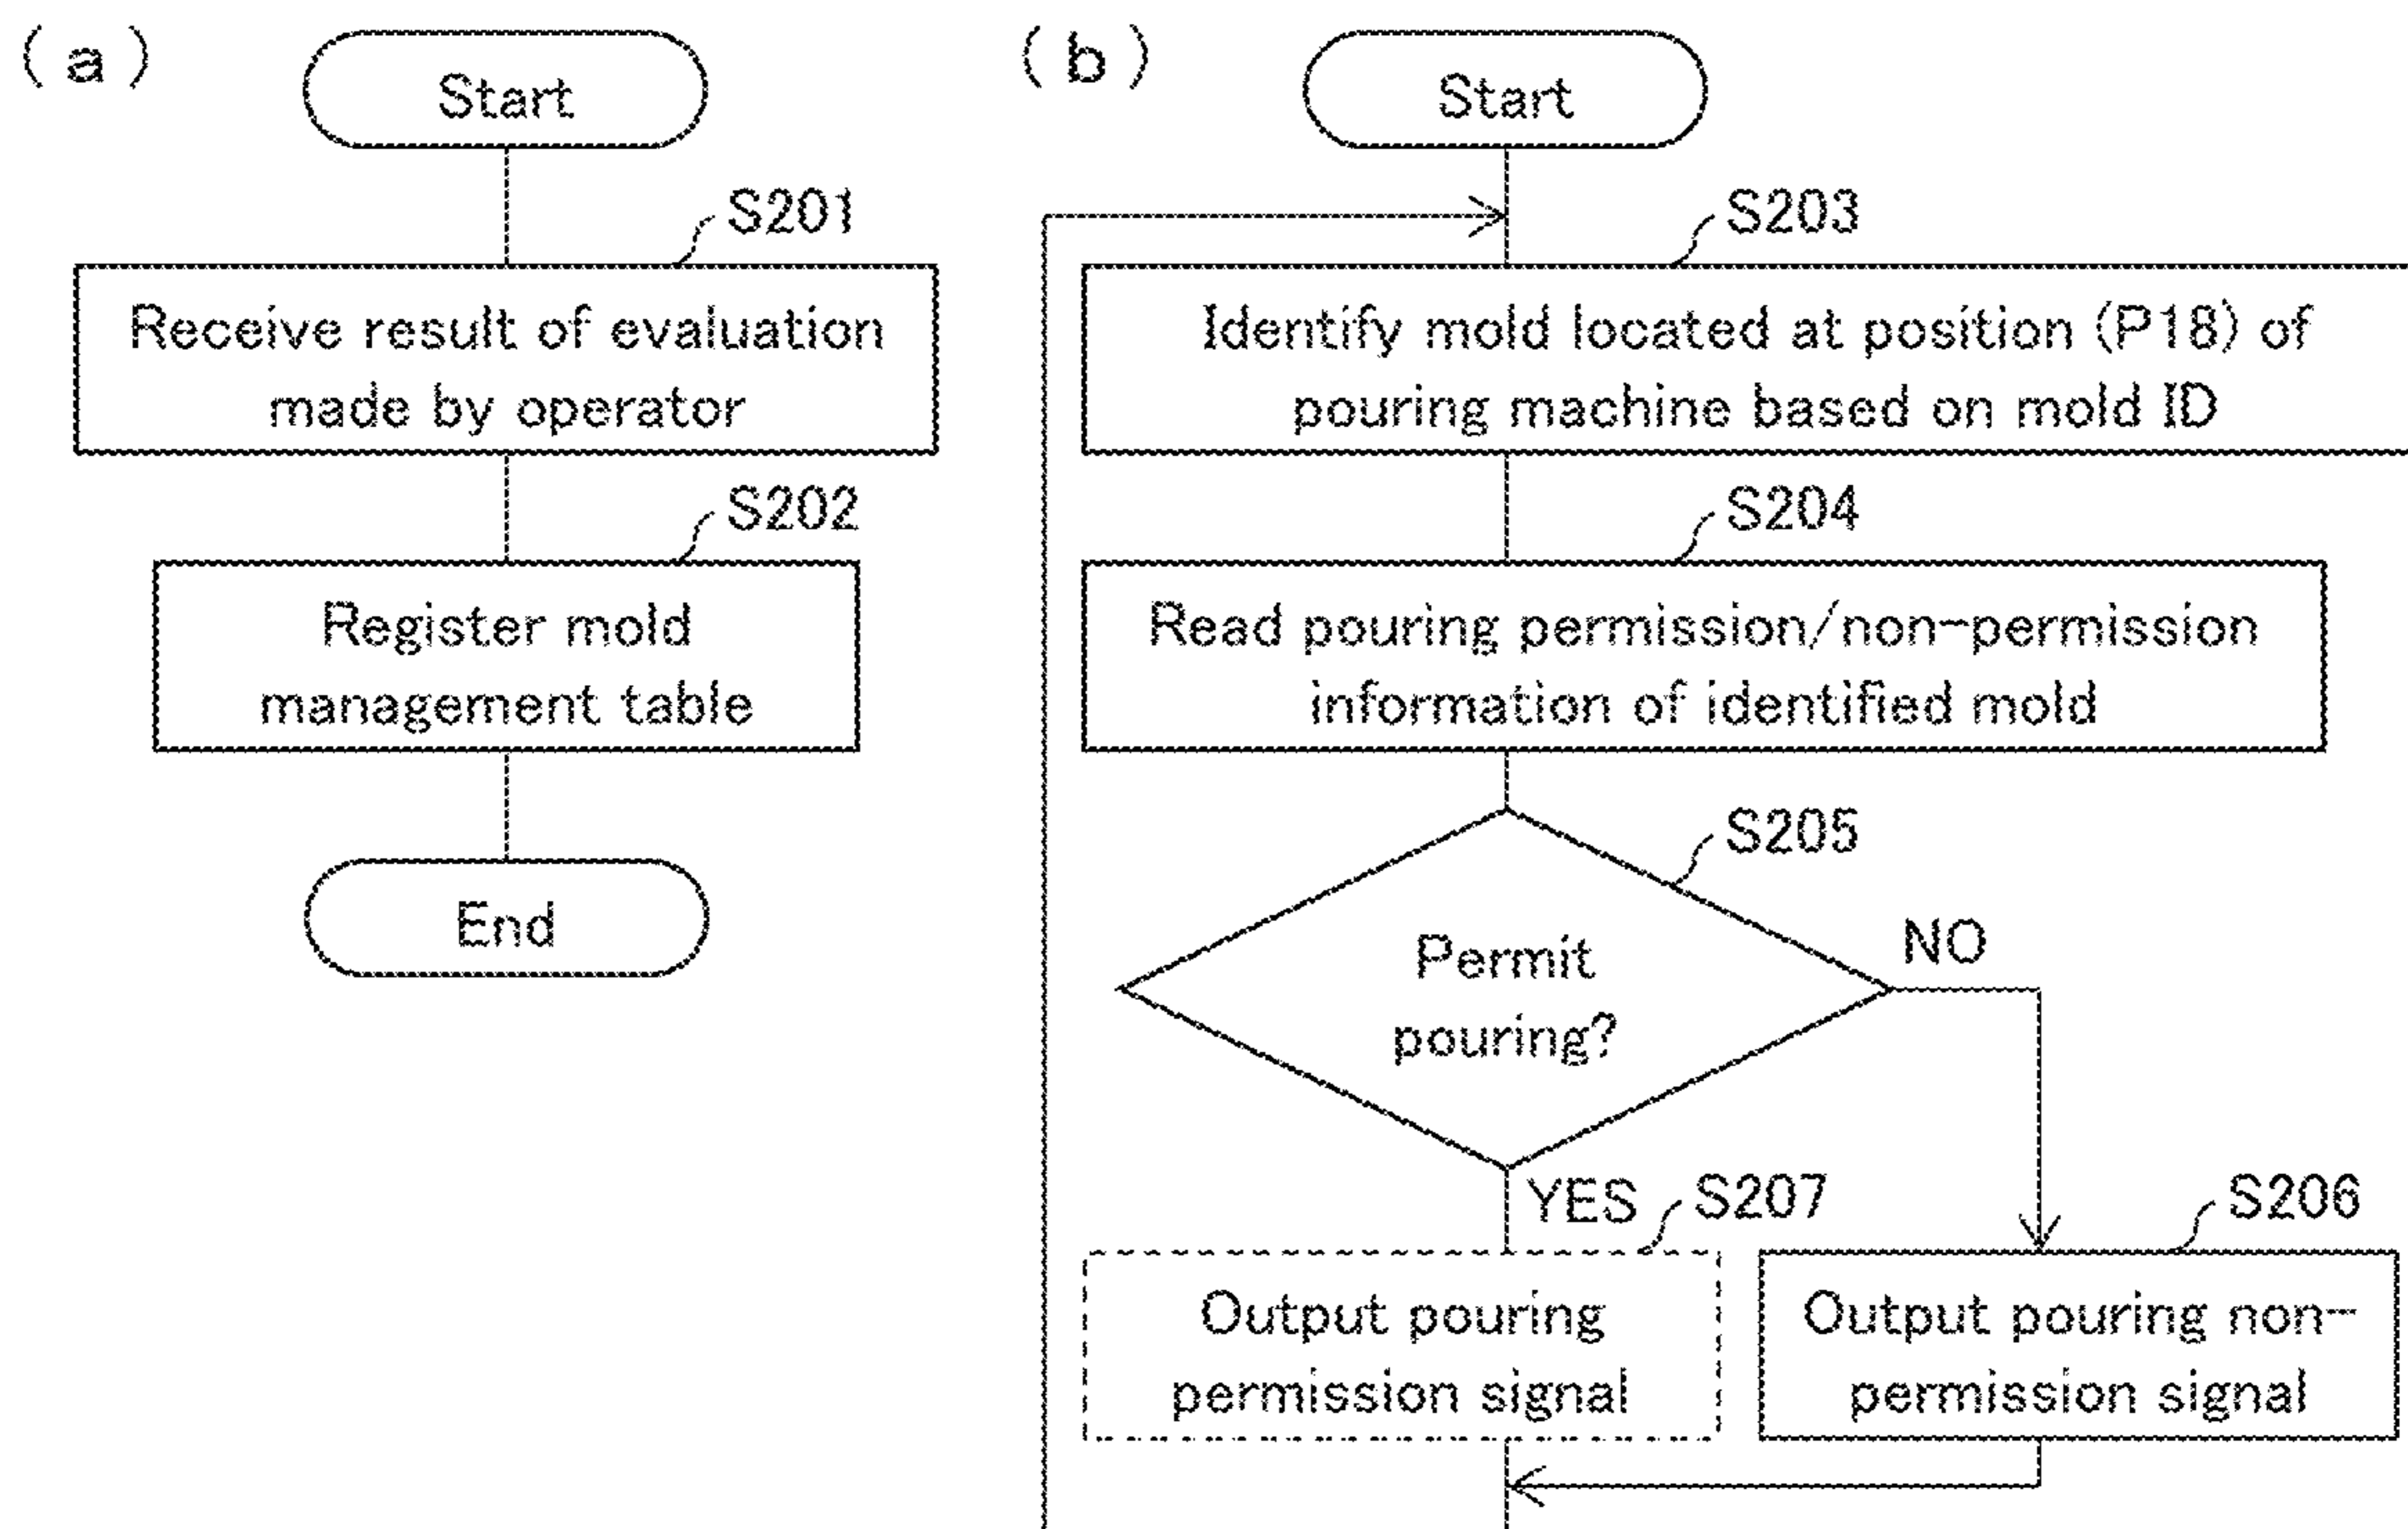 (a)
Start
S201
Receive result of evaluation
made by operator
S202
Register mold
management table
End
(b)
Start
S203
Identify mold located at position (P18) of
pouring machine based on mold ID
S204
Read pouring permission/non-permission
information of identified mold
S205
Permit
pouring?
NO
YES
S207
Output pouring
permission signal
S206
Output pouring non-
permission signal